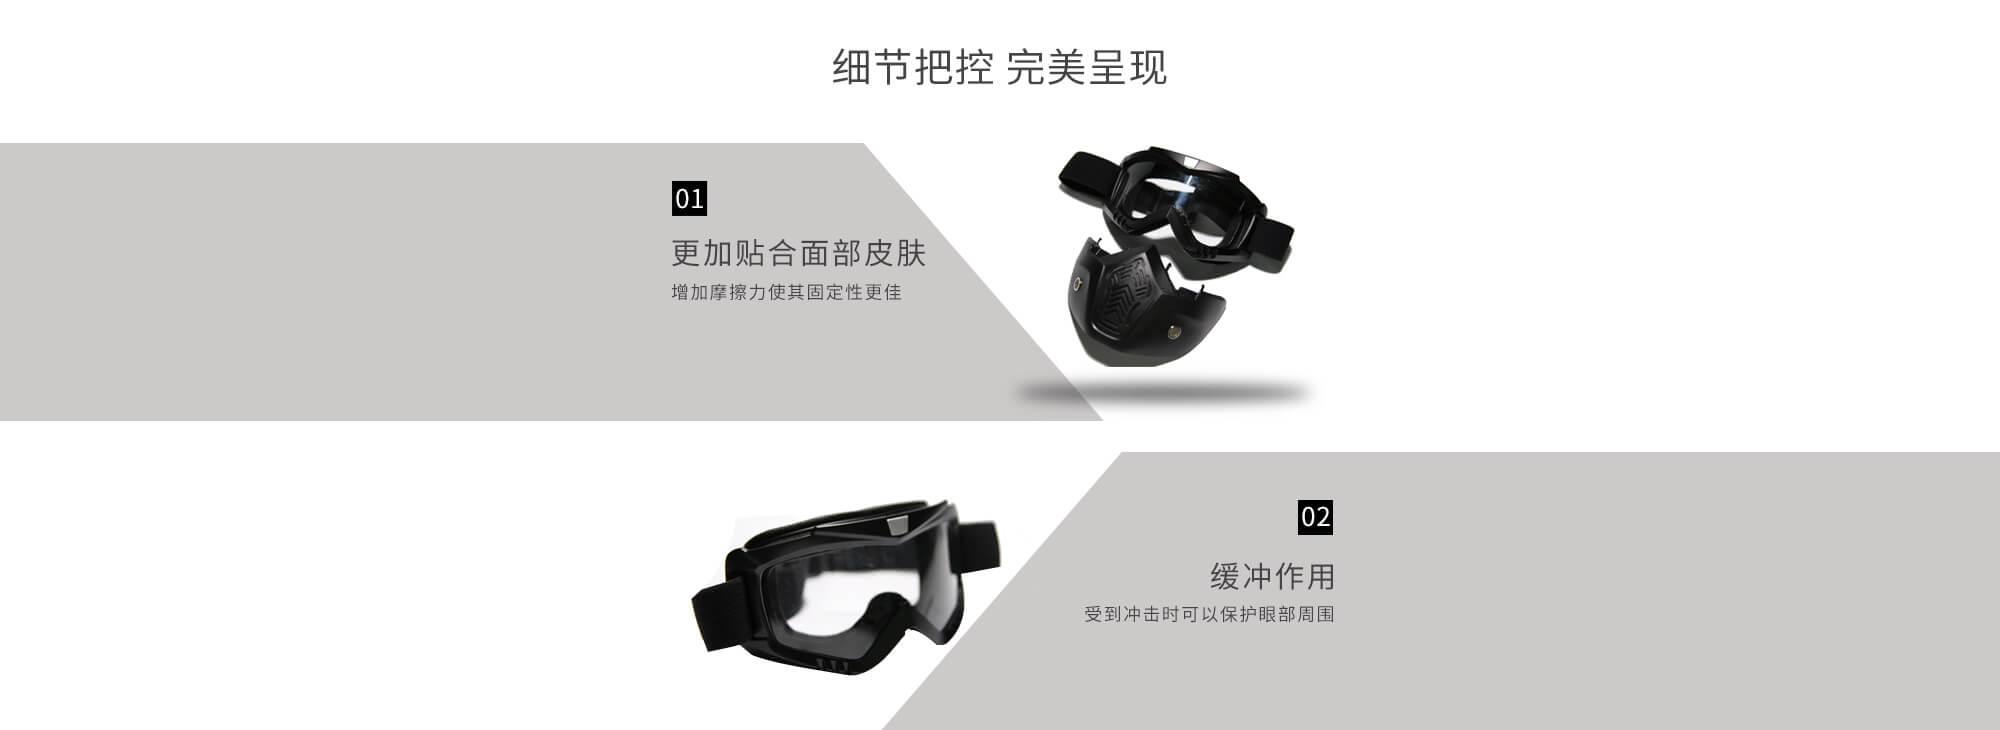 细节把控 完美呈现
01
更加贴合面部皮肤
增加摩擦力使其固定性更佳
02
缓冲作用
受到冲击时可以保护眼部周围